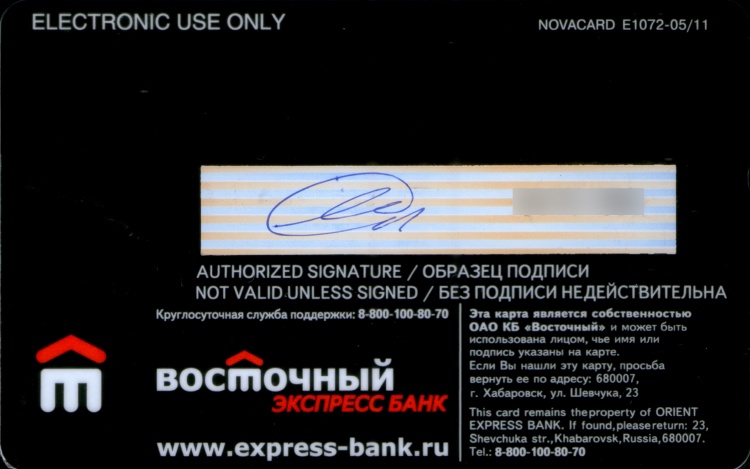 ELECTRONIC USE ONLY
NOVACARD E1072-05/11
AUTHORIZED SIGNATURE / ОБРАЗЕЦ ПОДПИСИ
NOT VALID UNLESS SIGNED / БЕЗ ПОДПИСИ НЕДЕЙСТВИТЕЛЬНА
Круглосуточная служба поддержки: 8-800-100-80-70
ВОСТОЧНЫЙ
ЭКСПРЕСС БАНК
www.express-bank.ru
Эта карта является собственностью
ОАО КБ «Восточный» и может быть
использована лицом, чье имя или
подпись указаны на карте.
Если Вы нашли эту карту, просьба
вернуть ее по адресу: 680007,
г. Хабаровск, ул. Шевчука, 23
This card remains theproperty of ORIENT
EXPRESS BANK. If found,pleasereturn: 23,
Shevchuka str.,Khabarovsk,Russia,680007.
Tel.: 8-800-100-80-70